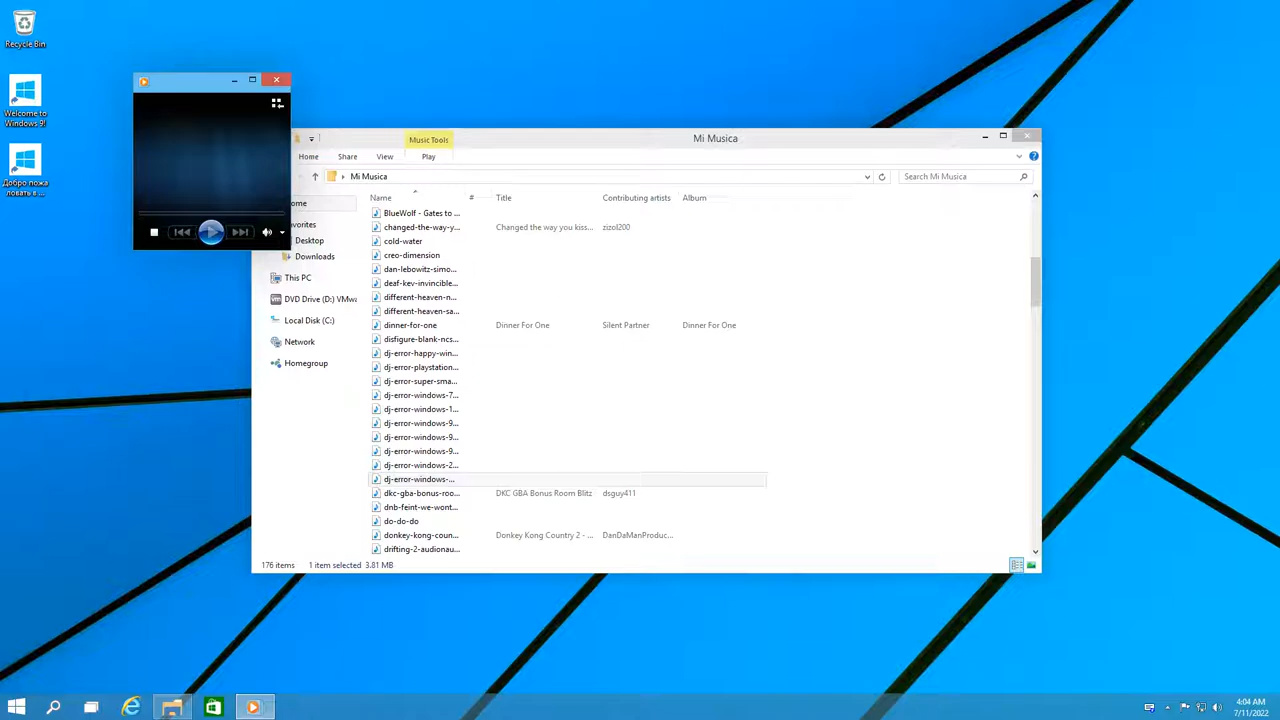 Recycle Bin
Welcome to
Windows 9!
Добро пожа
ловать в ...
Music Tools
Mi Musica
Home
Share
View
Play
Mi Musica
Search Mi Musica
Name
#
Title
Contributing artists
Album
ome
vorites
Desktop
Downloads
This PC
DVD Drive (D:) VMwa
Local Disk (C:)
Network
Homegroup
BlueWolf - Gates to ...
changed-the-way-y... Changed the way you kiss... zizol200
cold-water
creo-dimension
dan-lebowitz-simo...
deaf-kev-invincible...
different-heaven-n...
different-heaven-sa...
dinner-for-one Dinner For One Silent Partner Dinner For One
disfigure-blank-ncs...
dj-error-happy-win...
dj-error-playstation...
dj-error-super-sma...
dj-error-windows-7...
dj-error-windows-1...
dj-error-windows-9...
dj-error-windows-9...
dj-error-windows-9...
dj-error-windows-2...
dj-error-windows-...
dkc-gba-bonus-roo... DKC GBA Bonus Room Blitz dsguy411
dnb-feint-we-wont...
do-do-do
donkey-kong-coun... Donkey Kong Country 2 - ... DanDaManProduc...
drifting-2-audionau...
176 items 1 item selected 3.81 MB
4:04 AM
7/11/2022